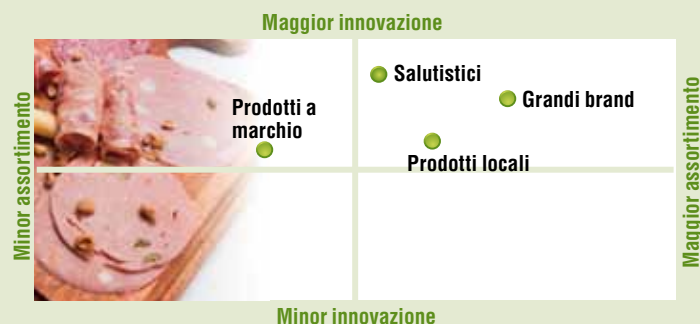 Maggior innovazione
Minor assortimento
Salutistici
Grandi brand
Prodotti a
marchio
Prodotti locali
Maggior assortimento
Minor innovazione